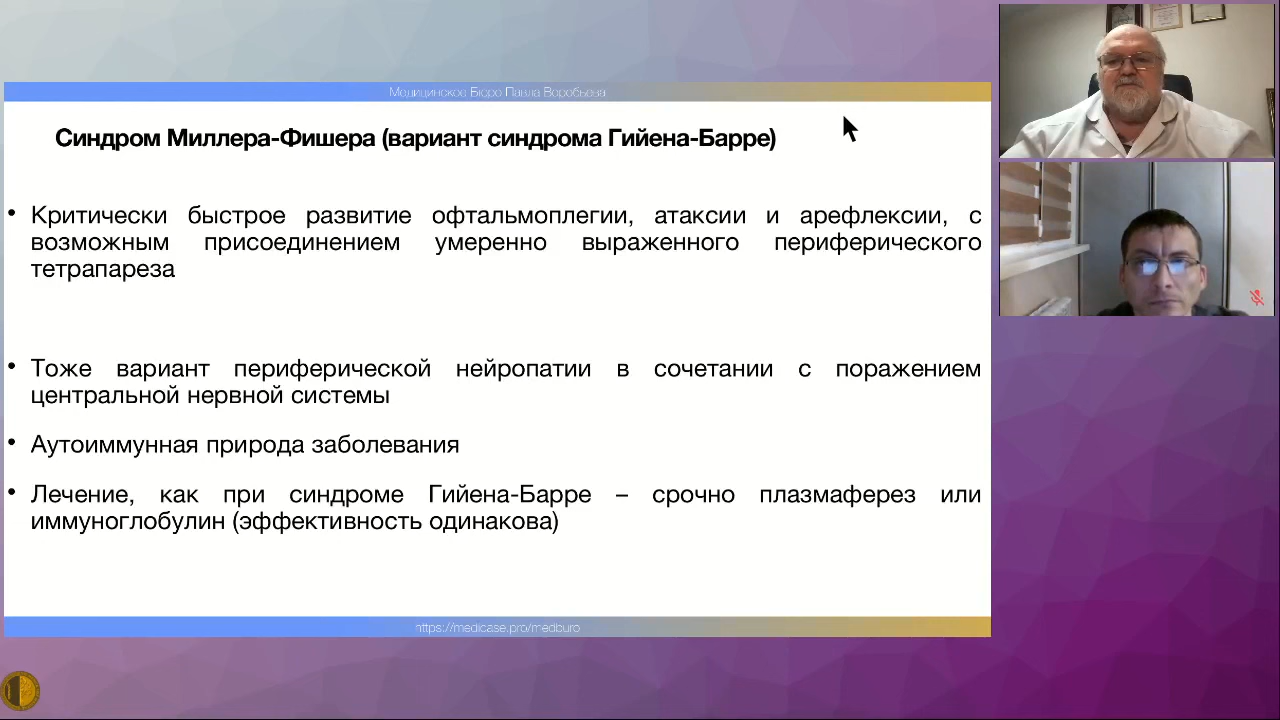 Медицинское Бюро Павла Воробьева
Синдром Миллера-Фишера (вариант синдрома Гийена-Барре)
• Критически быстрое развитие офтальмоплегии, атаксии и арефлексии, с
возможным присоединением умеренно выраженного периферического
тетрапареза
• Тоже вариант периферической нейропатии в сочетании с поражением
центральной нервной системы
• Аутоиммунная природа заболевания
• Лечение, как при синдроме Гийена-Барре – срочно плазмаферез или
иммуноглобулин (эффективность одинакова)
https://medicase.pro/medburo